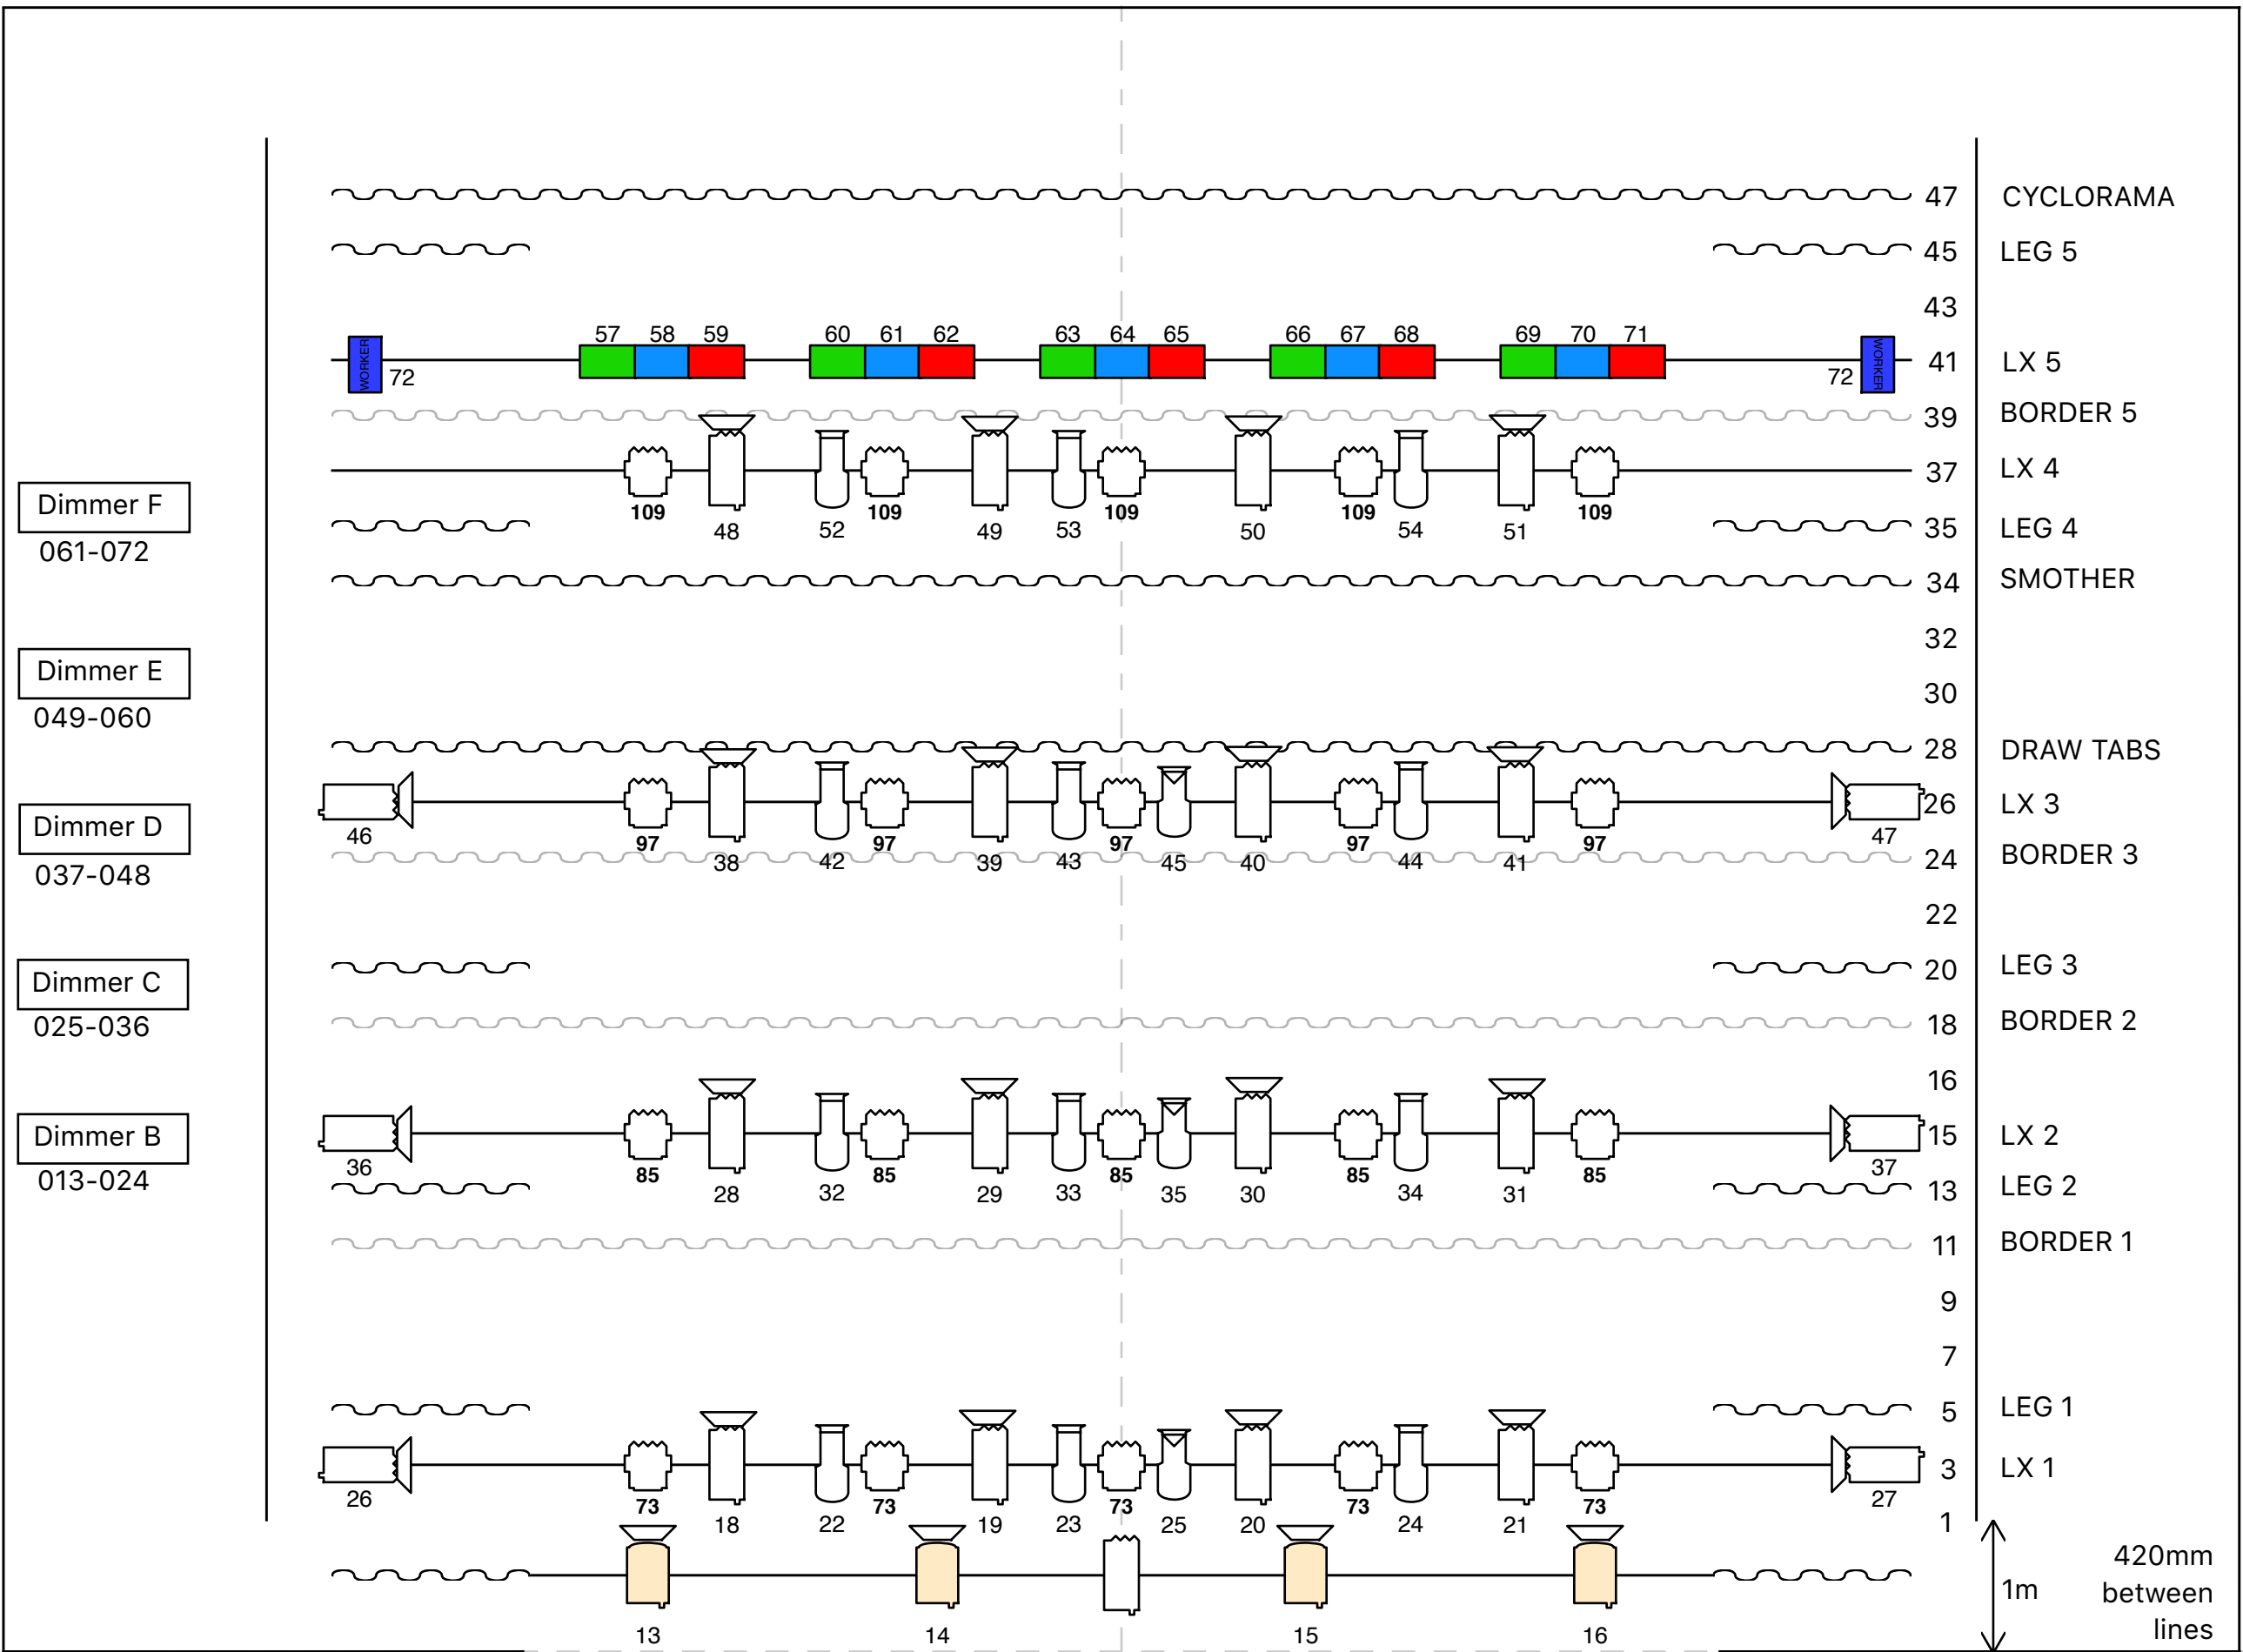 47 CYCLORAMA
45 LEG 5
43
57 58 59 60 61 62 63 64 65 66 67 68 69 70 71
WORKER 72 72 WORKER 41 LX 5
39 BORDER 5
37 LX 4
109 48 52 109 49 53 109 50 109 54 51 109
Dimmer F
061-072
35 LEG 4
34 SMOTHER
32
Dimmer E
049-060
30
28 DRAW TABS
26 LX 3
46 97 38 42 97 39 43 97 45 40 97 44 41 97 47
Dimmer D
037-048
24 BORDER 3
22
20 LEG 3
Dimmer C
025-036
18 BORDER 2
16
Dimmer B
013-024
15 LX 2
36 85 28 32 85 29 33 85 35 30 85 34 31 85 37
13 LEG 2
11 BORDER 1
9
7
5 LEG 1
3 LX 1
26 73 18 22 73 19 23 73 25 20 73 24 21 73 27
1
13 14 15 16
1m
420mm
between
lines